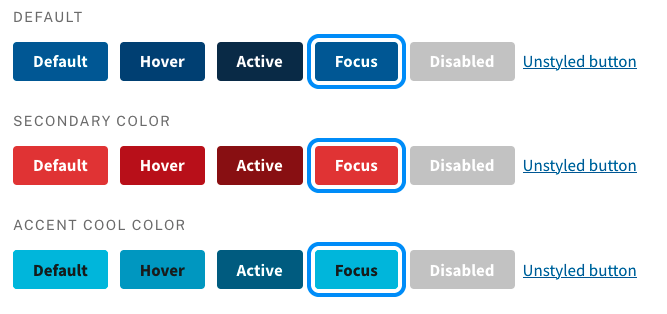 DEFAULT
Default Hover Active Focus Disabled Unstyled button
SECONDARY COLOR
Default Hover Active Focus Disabled Unstyled button
ACCENT COOL COLOR
Default Hover Active Focus Disabled Unstyled button